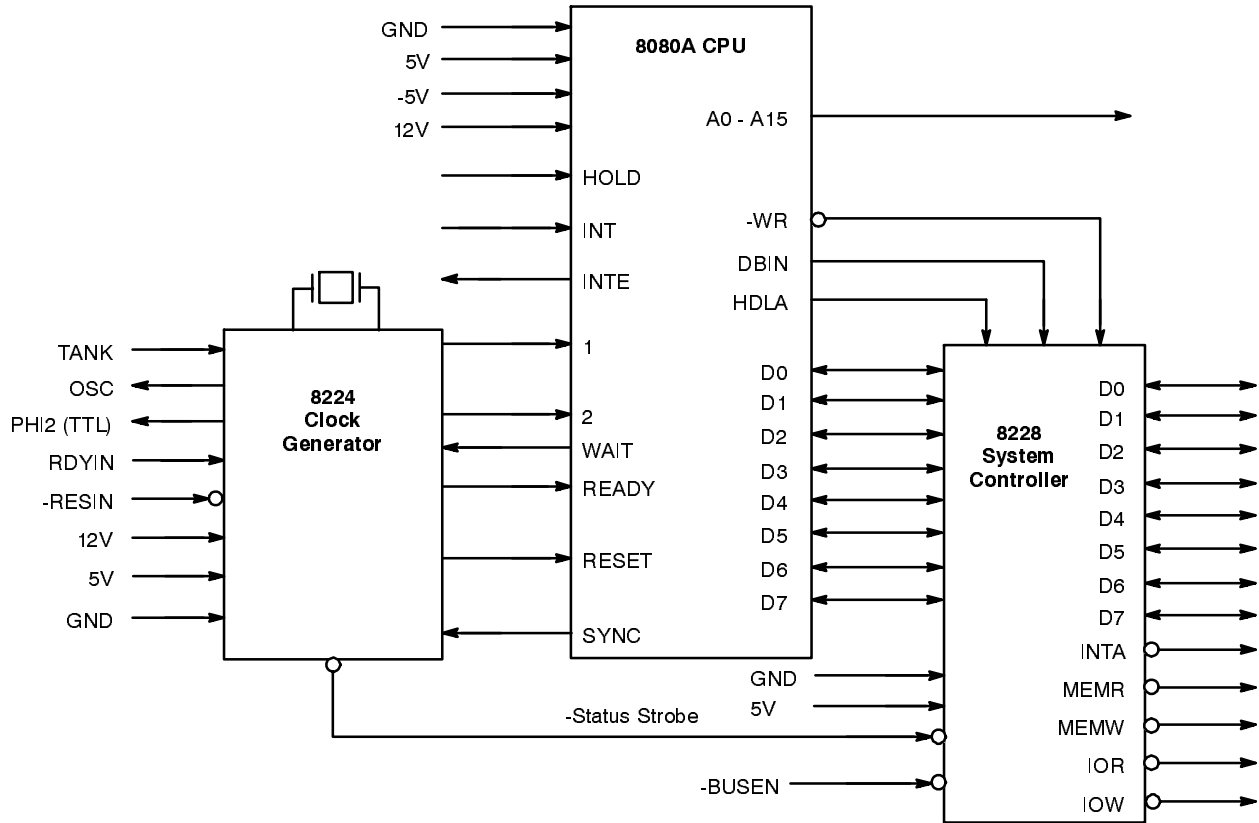 GND
5V
-5V
12V
8080A CPU
A0 - A15
HOLD
INT
INTE
-WR
DBIN
HDLA
1
2
WAIT
READY
RESET
SYNC
D0
D1
D2
D3
D4
D5
D6
D7
TANK
OSC
PHI2 (TTL)
RDYIN
-RESIN
12V
5V
GND
8224
Clock
Generator
8228
System
Controller
D0
D1
D2
D3
D4
D5
D6
D7
INTA
MEMR
MEMW
IOR
IOW
GND
5V
-Status Strobe
-BUSEN